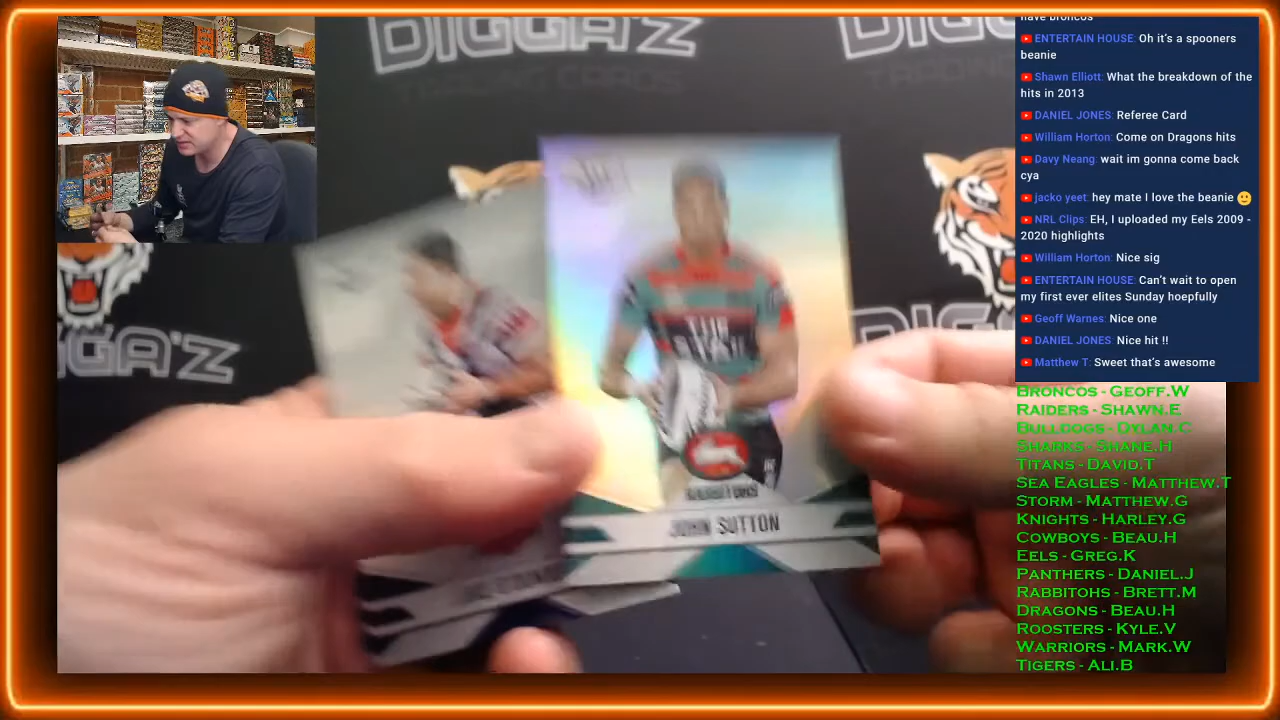 DIGGA'Z
TRADING CARDS
DIGGA'Z
RABBITOHS
JOHN SUTTON
have broncos
ENTERTAIN HOUSE: Oh it's a spooners
beanie
Shawn Elliott: What the breakdown of the
hits in 2013
DANIEL JONES: Referee Card
William Horton: Come on Dragons hits
Davy Neang: wait im gonna come back
cya
jacko yeet: hey mate I love the beanie 🙂
NRL Clips: EH, I uploaded my Eels 2009 -
2020 highlights
William Horton: Nice sig
ENTERTAIN HOUSE: Can't wait to open
my first ever elites Sunday hoepfully
Geoff Warnes: Nice one
DANIEL JONES: Nice hit !!
Matthew T: Sweet that's awesome
BRONCOS - GEOFF.W
RAIDERS - SHAWN.E
BULLDOGS - DYLAN.C
SHARKS - SHANE.H
TITANS - DAVID.T
SEA EAGLES - MATTHEW.T
STORM - MATTHEW.G
KNIGHTS - HARLEY.G
COWBOYS - BEAU.H
EELS - GREG.K
PANTHERS - DANIEL.J
RABBITOHS - BRETT.M
DRAGONS - BEAU.H
ROOSTERS - KYLE.V
WARRIORS - MARK.W
TIGERS - ALI.B